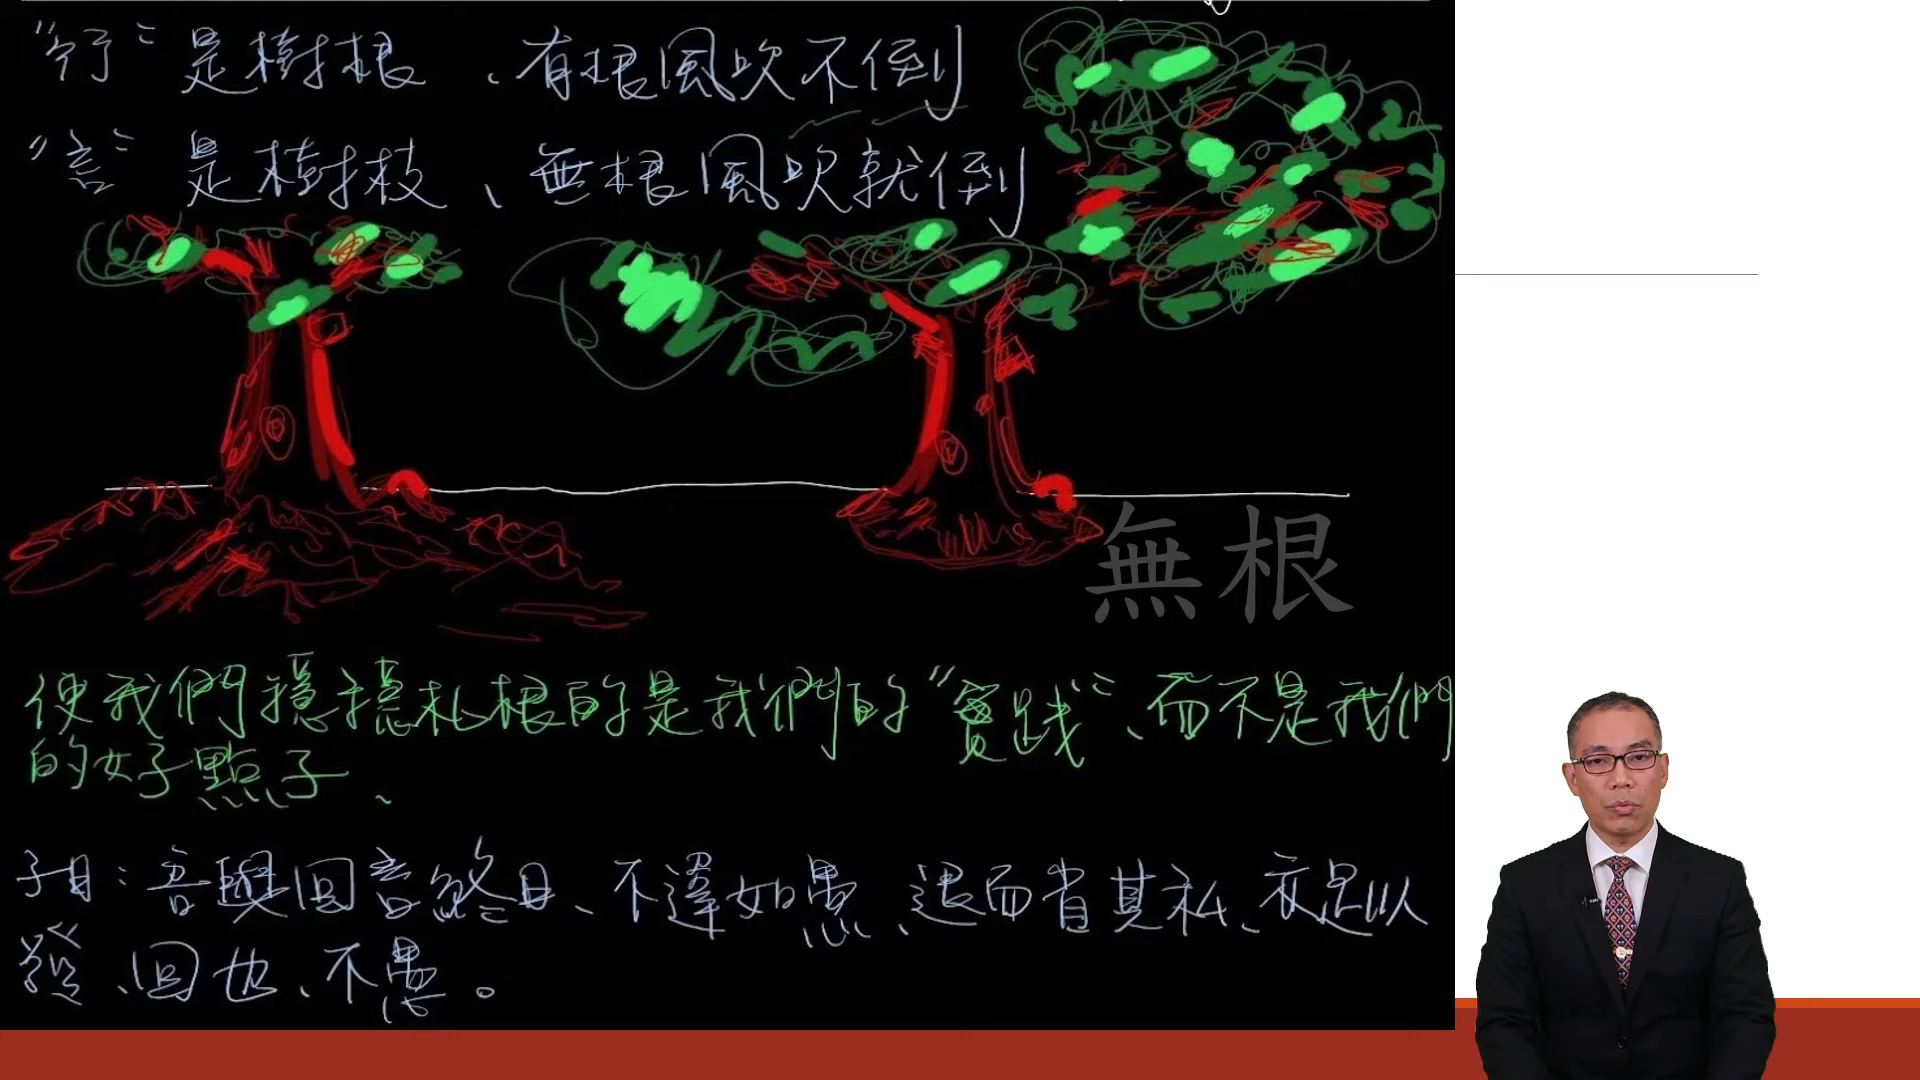 “行”是樹根、有根風吹不倒
“言”是樹枝、無根風吹就倒
無根
使我們穩穩札根的是我們的“實踐”、而不是我們
的好點子、
子曰：吾與回言終日、不違如愚、退而省其私、亦足以
發、回也、不愚。